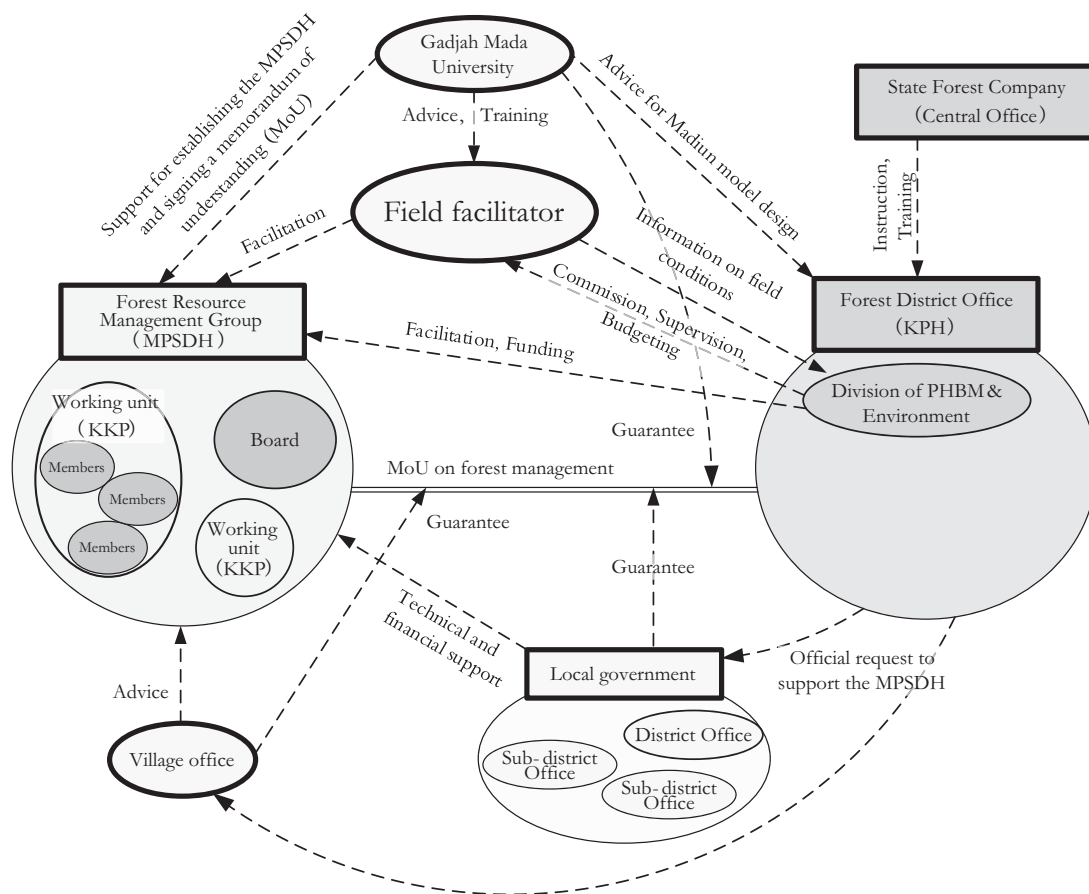 Gadjah Mada
University
State Forest Company
（Central Office）
Support for establishing the MPSDH
and signing a memorandum of
understanding (MoU)
Advice, Training
Advice for Madiun model design
Instruction,
Training
Field facilitator
Facilitation
Information on field
conditions
Commission, Supervision,
Budgeting
Forest Resource
Management Group
（MPSDH）
Facilitation, Funding
Forest District Office
（KPH）
Division of PHBM &
Environment
Working unit
（KKP）
Board
Members
Members
Members
Working
unit
（KKP）
Guarantee
MoU on forest management
Guarantee
Guarantee
Technical and
financial support
Official request to
support the MPSDH
Local government
Advice
Village office
District Office
Sub-district
Office
Sub-district
Office